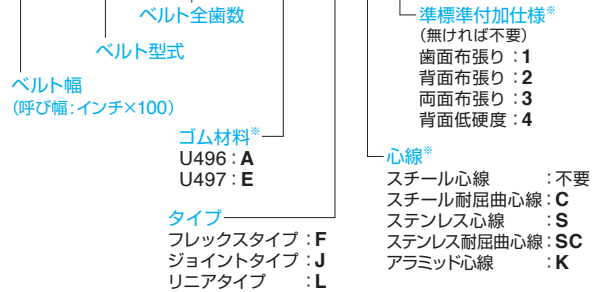 ベルト全歯数
ベルト型式
ベルト幅
(呼び幅:インチ×100)
ゴム材料※
U496:A
U497:E
タイプ
フレックスタイプ:F
ジョイントタイプ:J
リニアタイプ:L
準標準付加仕様※
(無ければ不要)
歯面布張り:1
背面布張り:2
両面布張り:3
背面低硬度:4
心線※
スチール心線:不要
スチール耐屈曲心線:C
ステンレス心線:S
ステンレス耐屈曲心線:SC
アラミッド心線:K